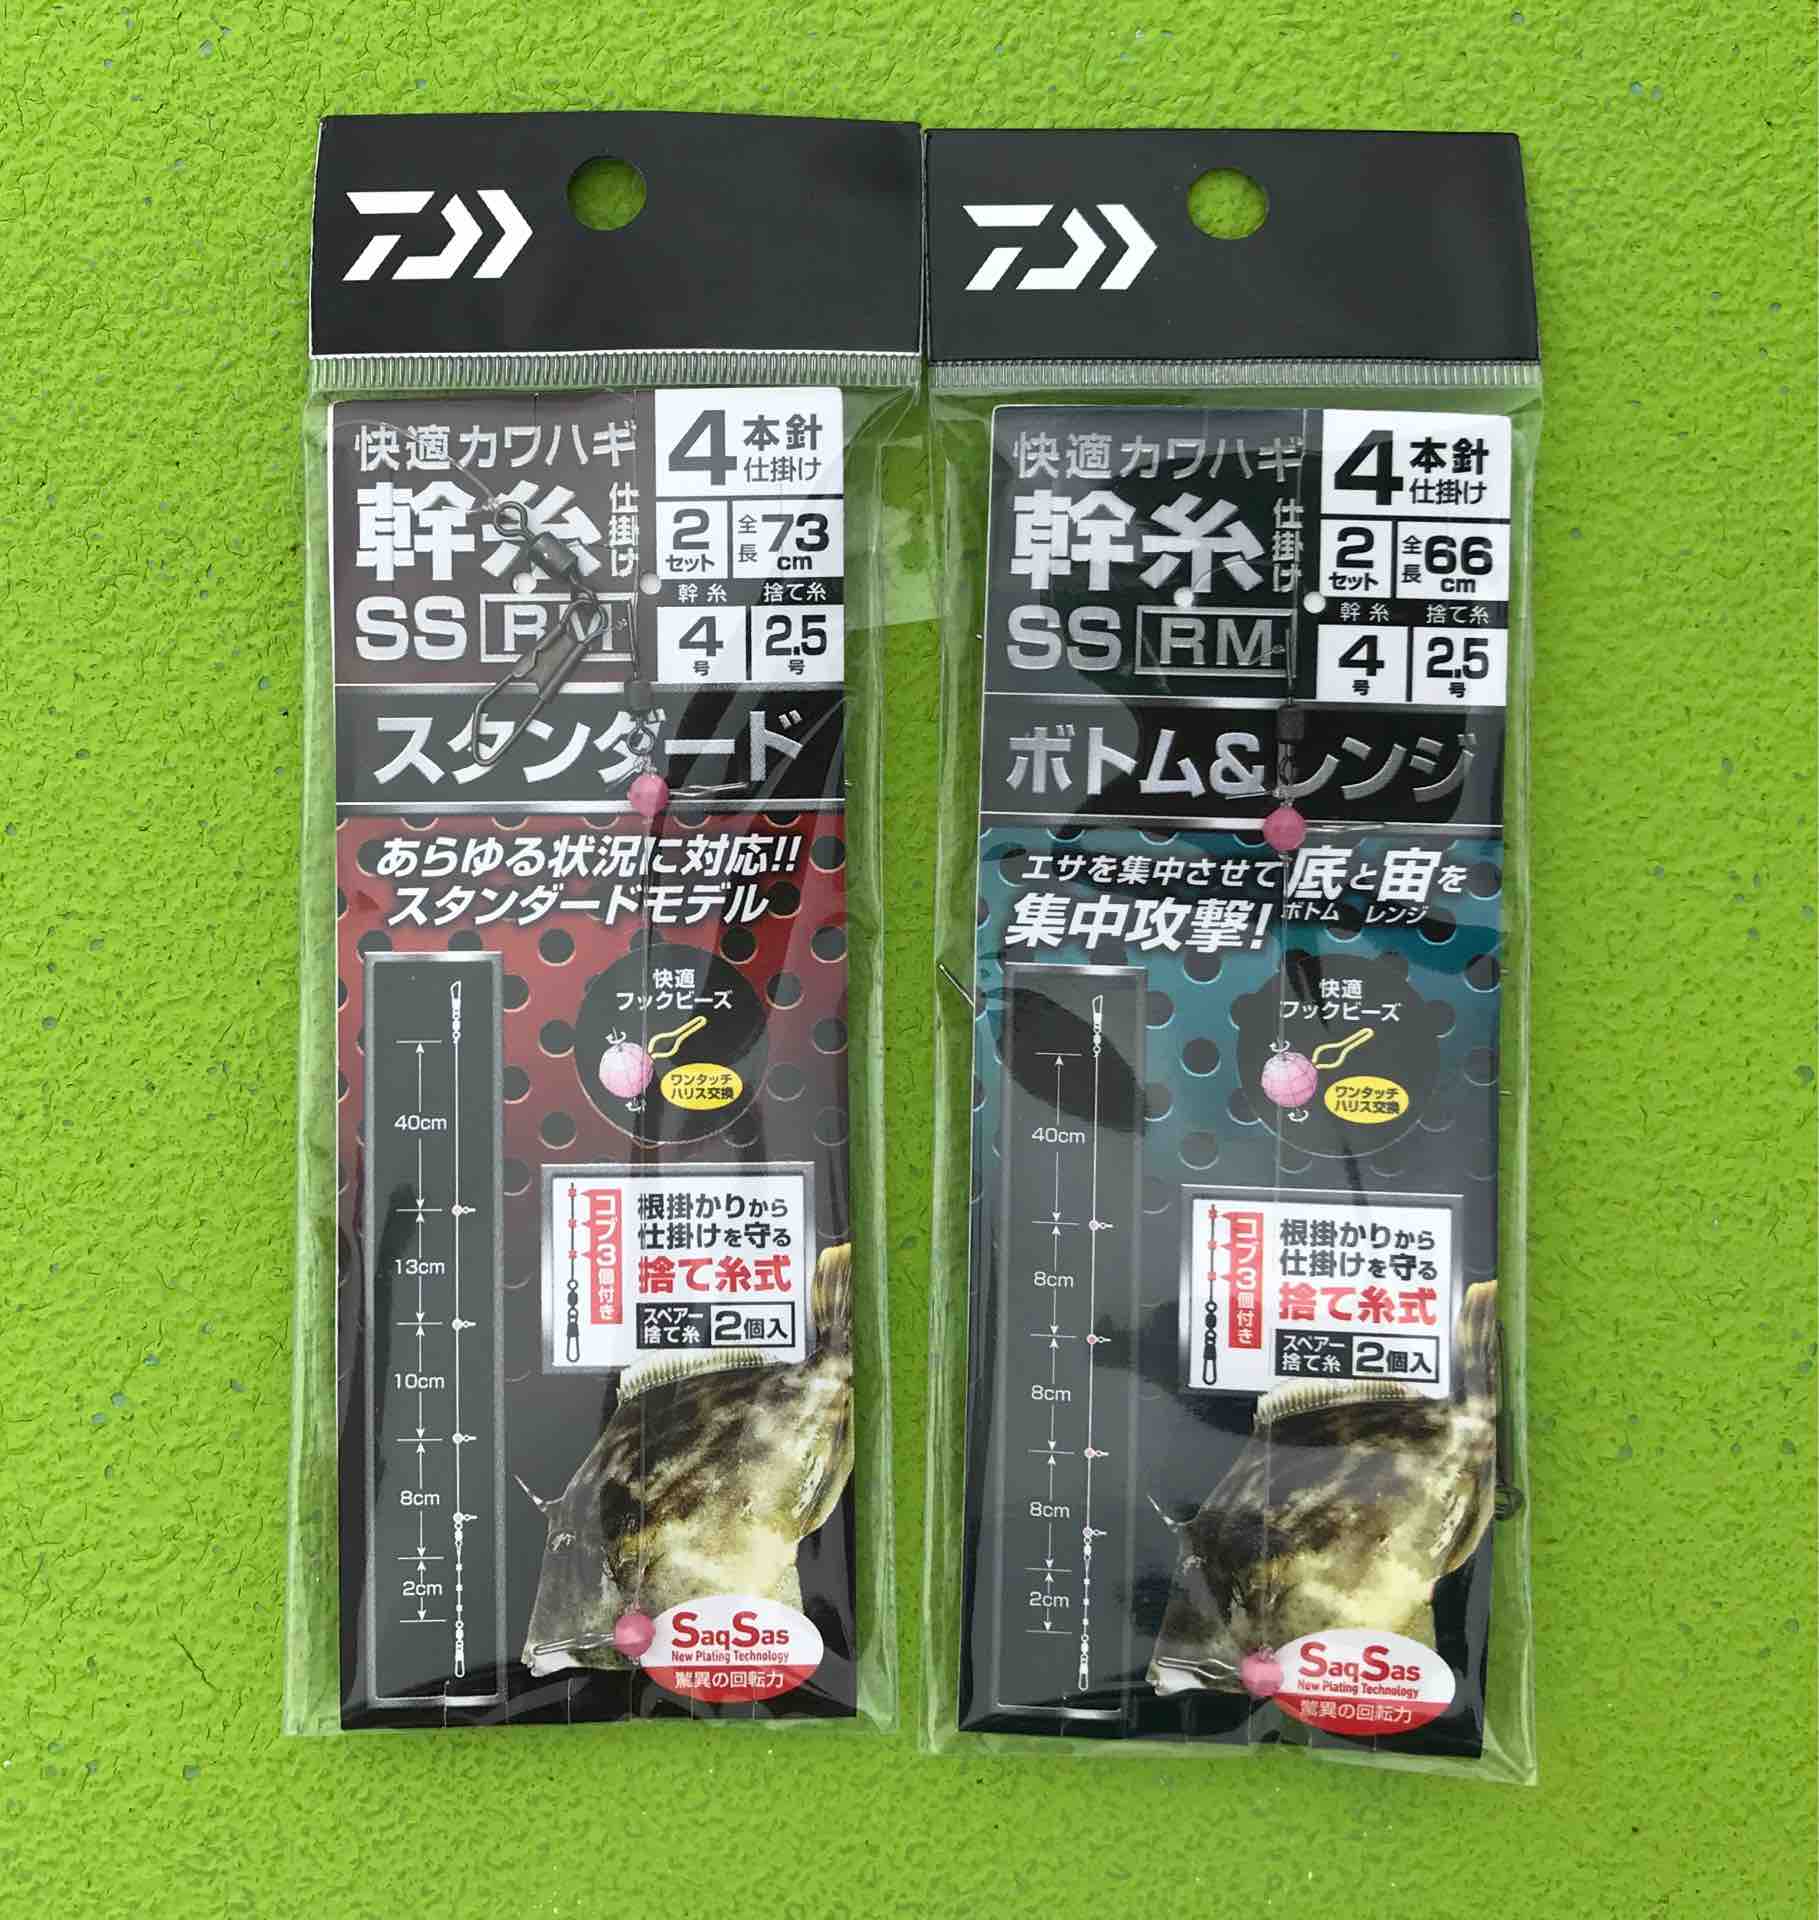 快適カワハギ
幹糸仕掛け
SS RM
4本針仕掛け
2セット
全長73cm
幹糸
4号
捨て糸
2.5号
スタンダード
あらゆる状況に対応!!
スタンダードモデル
快適
フックビーズ
ワンタッチ
ハリス交換
40cm
13cm
10cm
8cm
2cm
コブ3個付き
根掛かりから
仕掛けを守る
捨て糸式
スペアー
捨て糸
2個入
SaqSas
New Plating Technology
驚異の回転力
快適カワハギ
幹糸仕掛け
SS RM
4本針仕掛け
2セット
全長66cm
幹糸
4号
捨て糸
2.5号
ボトム&レンジ
エサを集中させて底と宙を
ボトム レンジ
集中攻撃!
快適
フックビーズ
ワンタッチ
ハリス交換
40cm
8cm
8cm
8cm
2cm
コブ3個付き
根掛かりから
仕掛けを守る
捨て糸式
スペアー
捨て糸
2個入
SaqSas
New Plating Technology
驚異の回転力